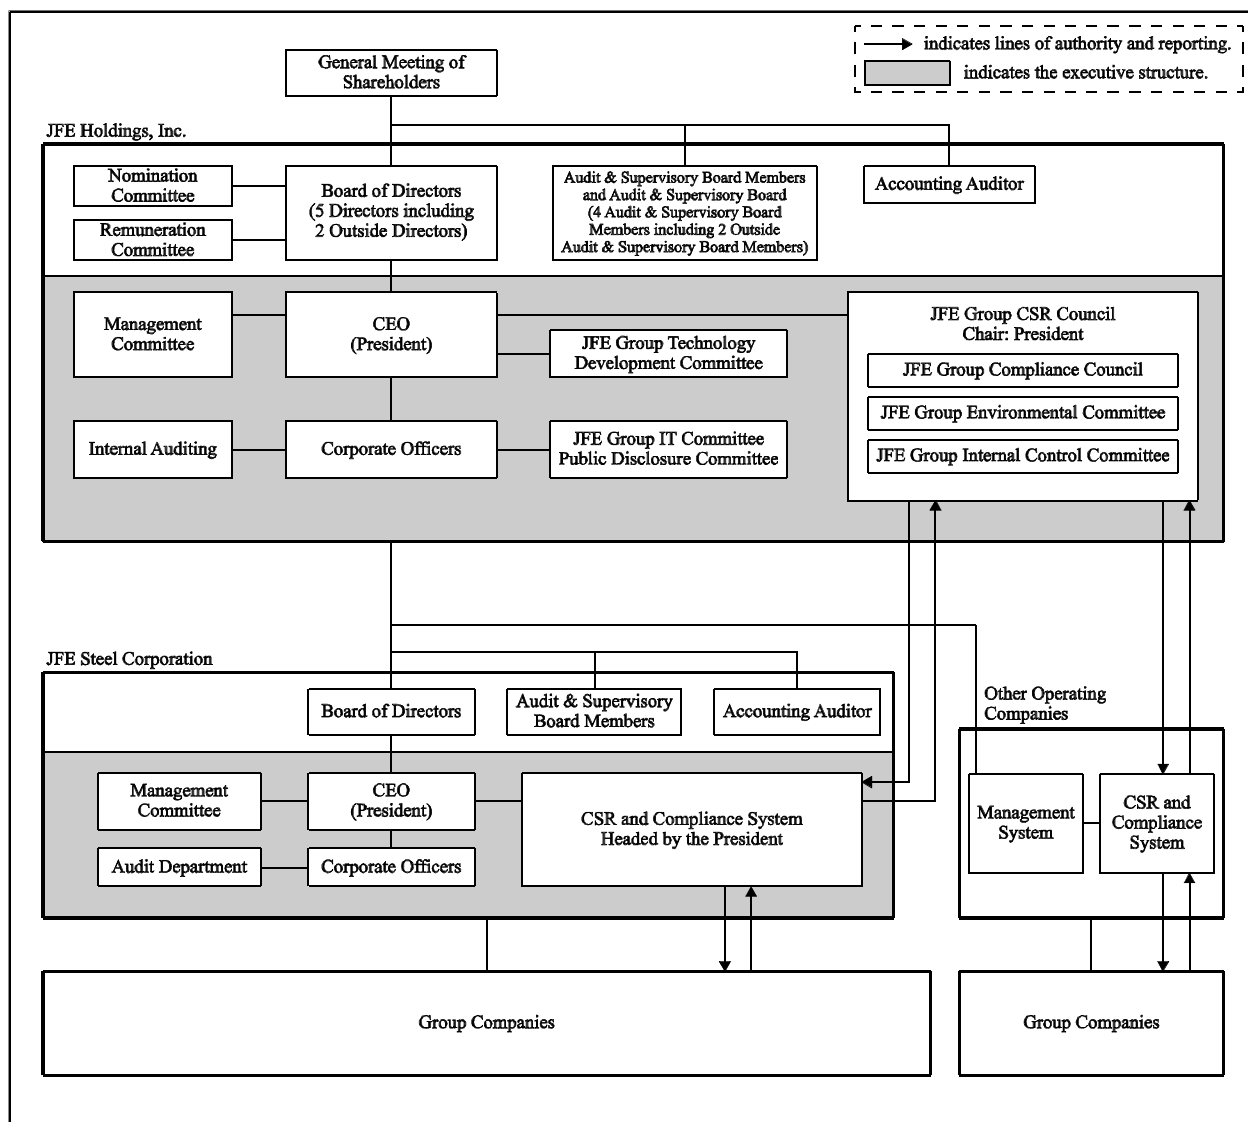 indicates lines of authority and reporting.
indicates the executive structure.
General Meeting of
Shareholders
JFE Holdings, Inc.
Nomination
Committee
Remuneration
Committee
Board of Directors
(5 Directors including
2 Outside Directors)
Audit & Supervisory Board Members
and Audit & Supervisory Board
(4 Audit & Supervisory Board
Members including 2 Outside
Audit & Supervisory Board Members)
Accounting Auditor
Management
Committee
CEO
(President)
JFE Group Technology
Development Committee
JFE Group CSR Council
Chair: President
JFE Group Compliance Council
JFE Group Environmental Committee
JFE Group Internal Control Committee
Internal Auditing
Corporate Officers
JFE Group IT Committee
Public Disclosure Committee
JFE Steel Corporation
Board of Directors
Audit & Supervisory
Board Members
Accounting Auditor
Management
Committee
CEO
(President)
CSR and Compliance System
Headed by the President
Audit Department
Corporate Officers
Other Operating
Companies
Management
System
CSR and
Compliance
System
Group Companies
Group Companies